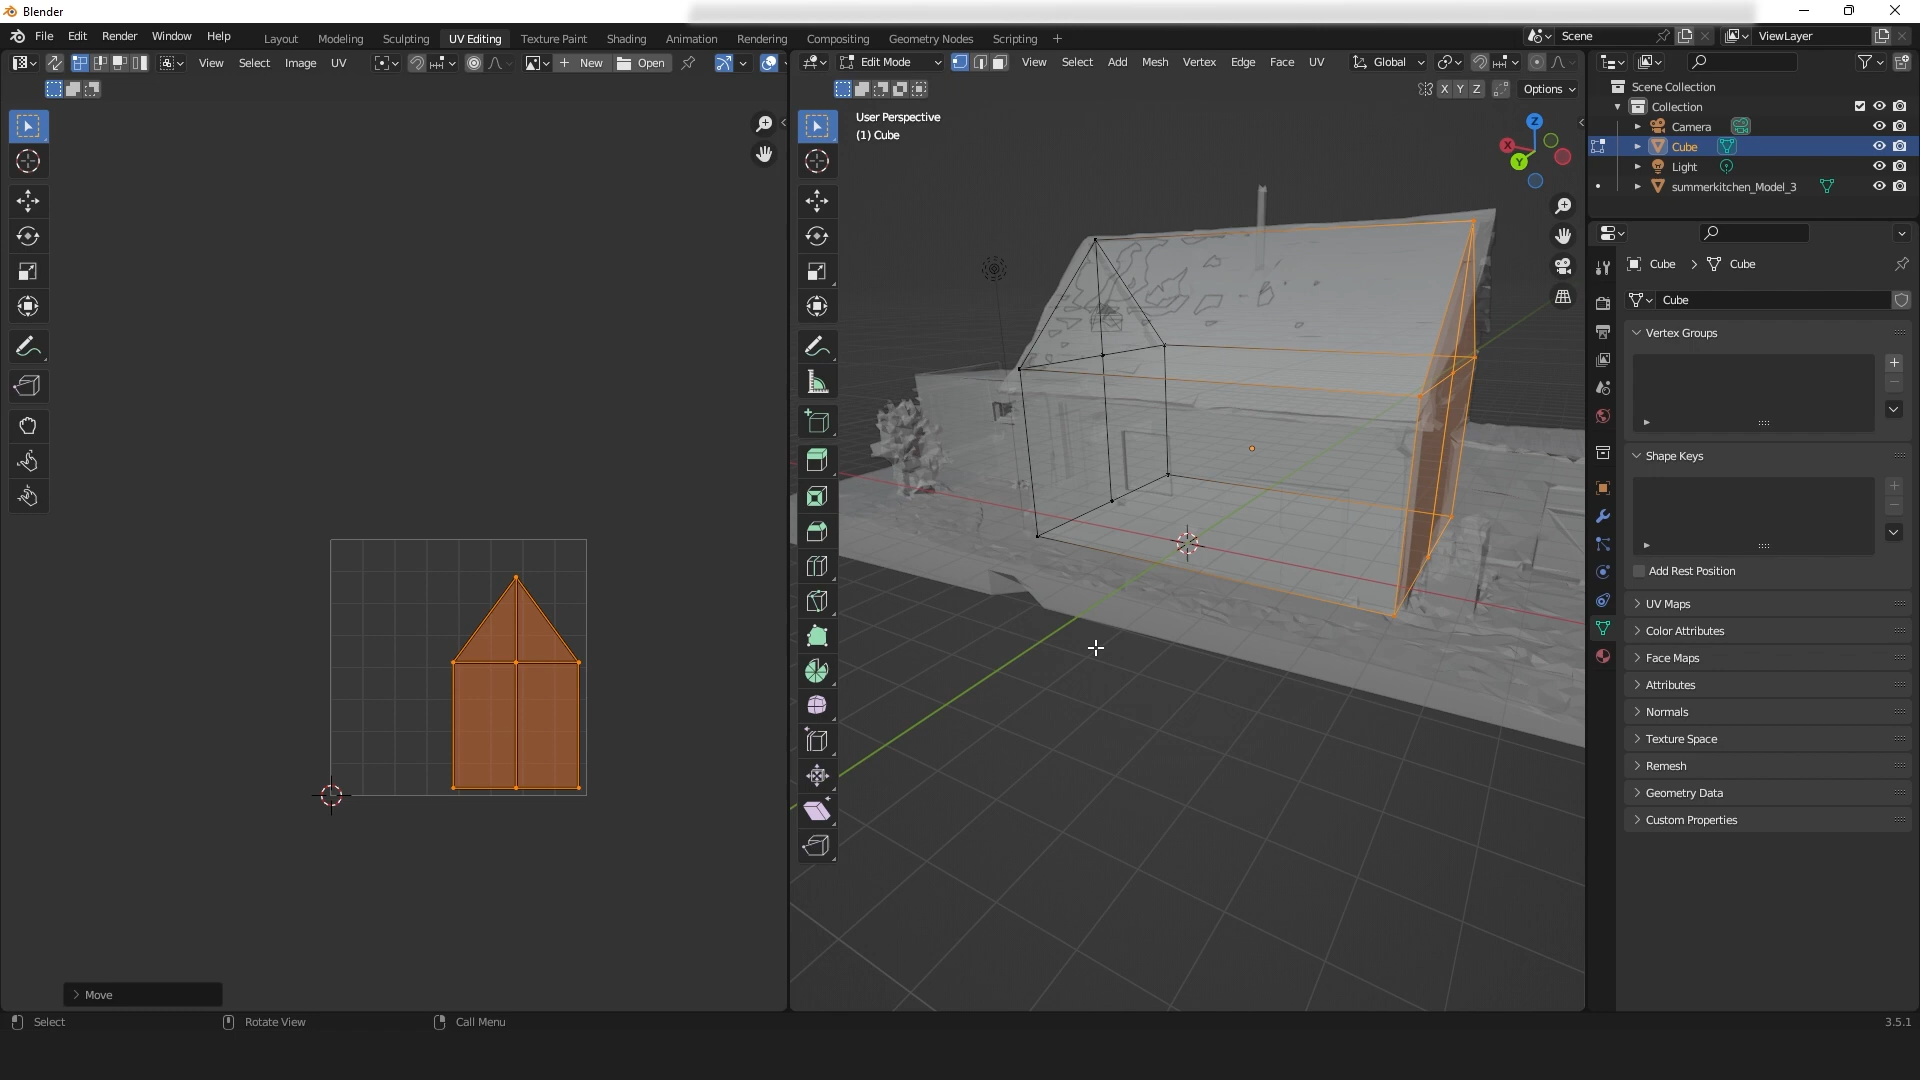 Blender
File Edit Render Window Help
Layout Modeling Sculpting UV Editing Texture Paint Shading Animation Rendering Compositing Geometry Nodes Scripting
Scene
ViewLayer
View Select Image UV
New Open
Edit Mode
View Select Add Mesh Vertex Edge Face UV
Global
X Y Z
Options
User Perspective
(1) Cube
Z
X
Y
Scene Collection
Collection
Camera
Cube
Light
summerkitchen_Model_3
Cube > Cube
Cube
Vertex Groups
Shape Keys
Add Rest Position
UV Maps
Color Attributes
Face Maps
Attributes
Normals
Texture Space
Remesh
Geometry Data
Custom Properties
Move
Select
Rotate View
Call Menu
3.5.1